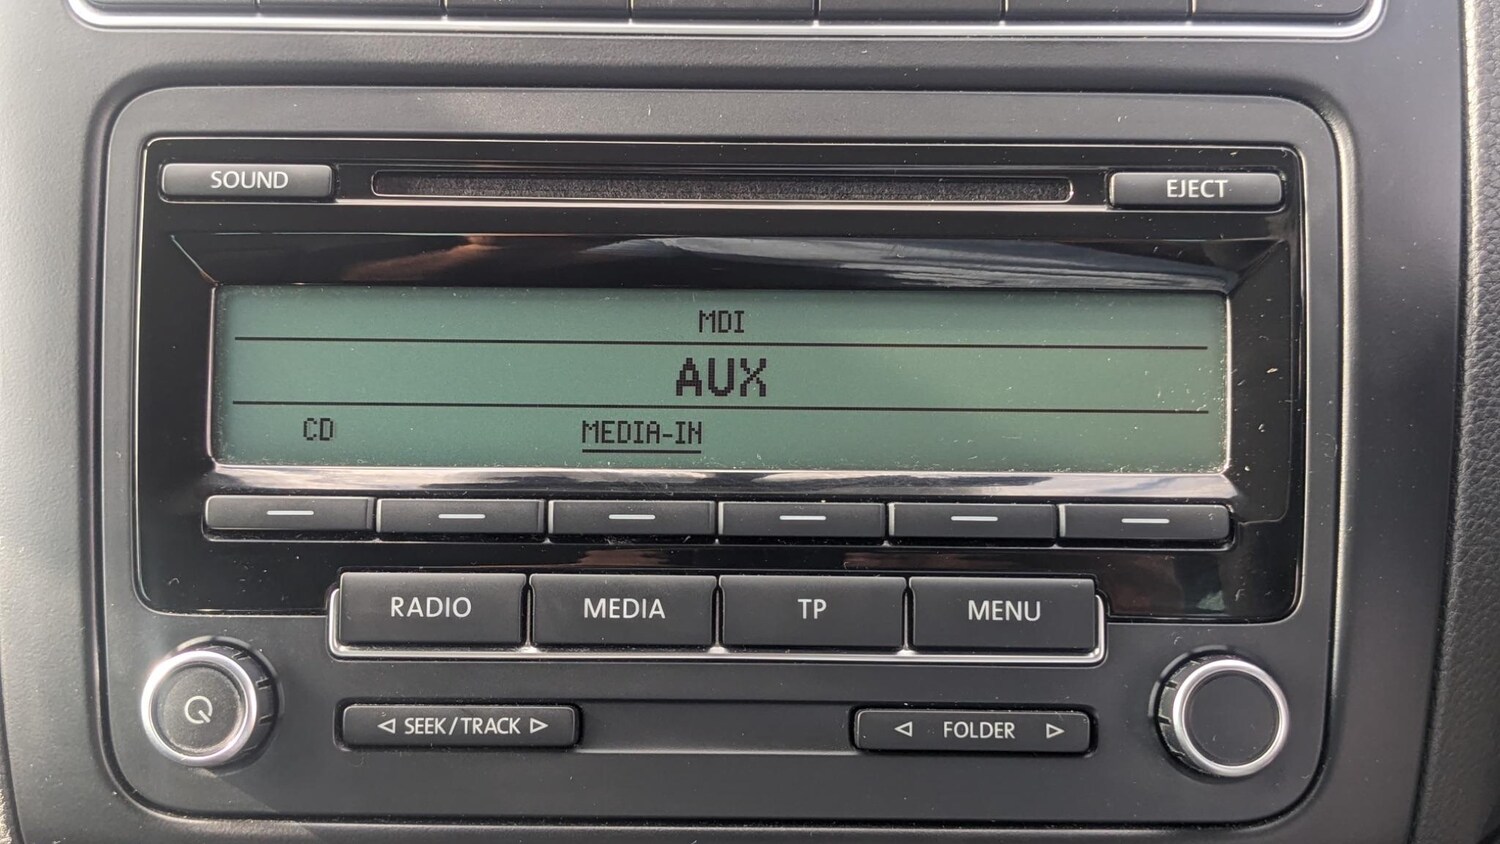 SOUND
EJECT
MDI
AUX
CD MEDIA-IN
RADIO MEDIA TP MENU
SEEK/TRACK FOLDER